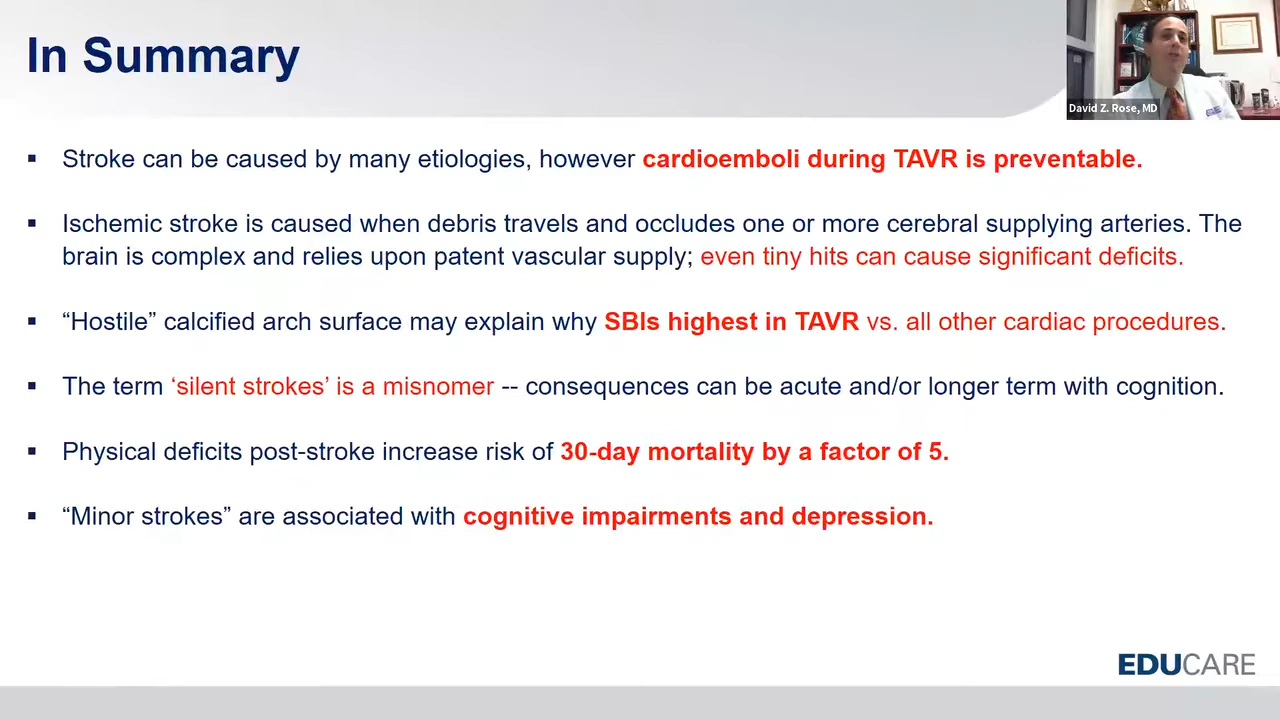 In Summary
David Z. Rose, MD
▪ Stroke can be caused by many etiologies, however cardioemboli during TAVR is preventable.
▪ Ischemic stroke is caused when debris travels and occludes one or more cerebral supplying arteries. The
brain is complex and relies upon patent vascular supply; even tiny hits can cause significant deficits.
▪ “Hostile” calcified arch surface may explain why SBIs highest in TAVR vs. all other cardiac procedures.
▪ The term ‘silent strokes’ is a misnomer -- consequences can be acute and/or longer term with cognition.
▪ Physical deficits post-stroke increase risk of 30-day mortality by a factor of 5.
▪ “Minor strokes” are associated with cognitive impairments and depression.
EDUCARE